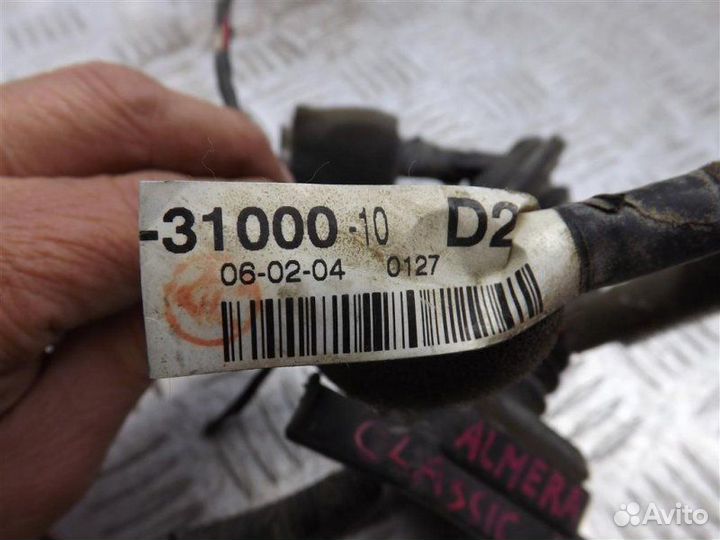 -31000-10 D2
06-02-04 0127
ALMERA
CLASSIC
Avito